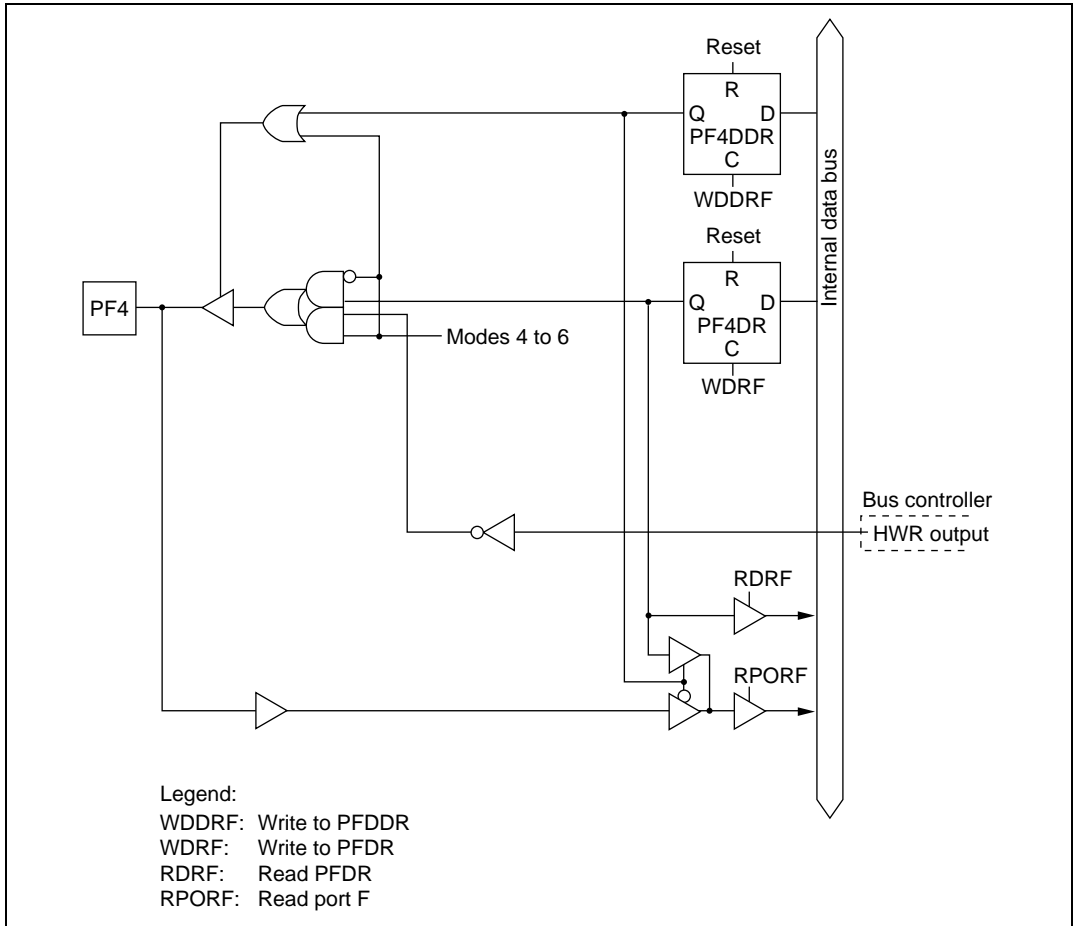 Reset
R
Q D
PF4DDR
C
WDDRF
Reset
R
Q D
PF4DR
C
WDRF
Internal data bus
PF4
Modes 4 to 6
Bus controller
HWR output
RDRF
RPORF
Legend:
WDDRF: Write to PFDDR
WDRF: Write to PFDR
RDRF: Read PFDR
RPORF: Read port F